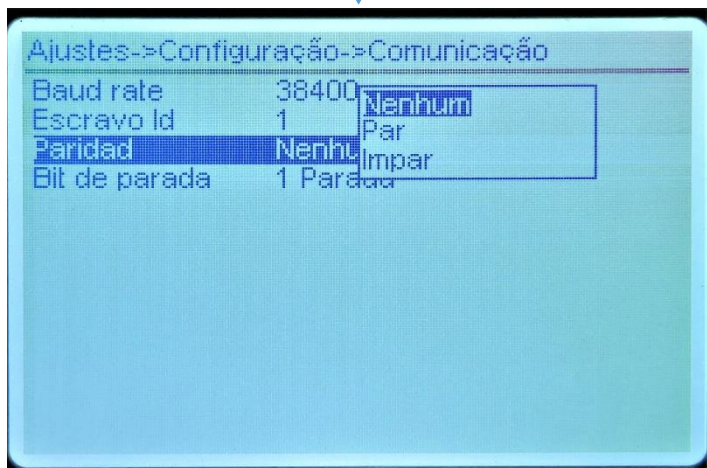 Ajustes->Configuração->Comunicação
Baud rate 38400
Escravo Id 1
Paridad Nenhu
Bit de parada 1 Parada
Nenhum
Par
Impar